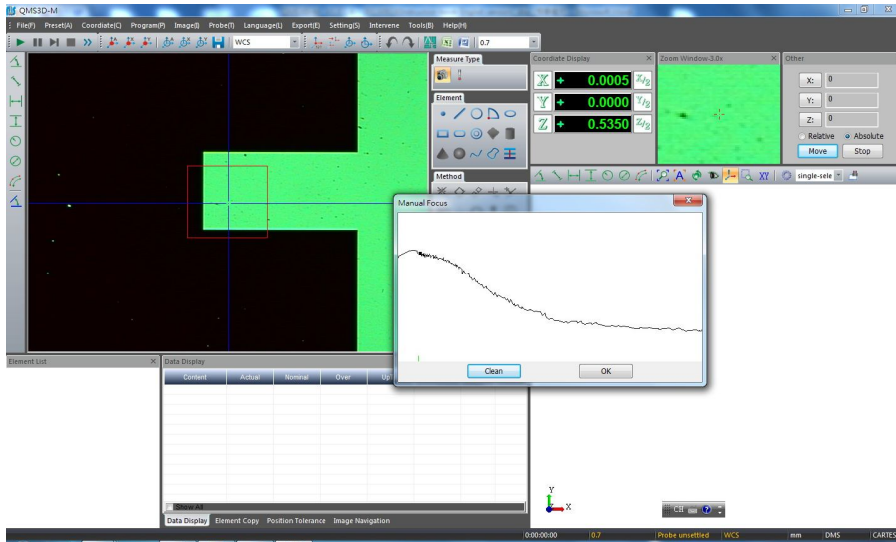 QMS3D-M
File(F) Preset(A) Coordiate(C) Program(P) Image(I) Probe(T) Language(L) Export(E) Setting(S) Intervene Tools(B) Help(H)
WCS 0.7
Measure Type
Element
Method
Coordiate Display
X + 0.0005 X/2
Y + 0.0000 Y/2
Z + 0.5350 Z/2
Zoom Window-3.0x
Other
X: 0
Y: 0
Z: 0
Relative Absolute
Move Stop
XY single-sele
Manual Focus
Clean OK
Element List
Data Display
Content Actual Nominal Over
Show All
Data Display Element Copy Position Tolerance Image Navigation
Y
X
CH
0:00:00:00 0.7 Probe unsettled WCS mm DMS CARTES